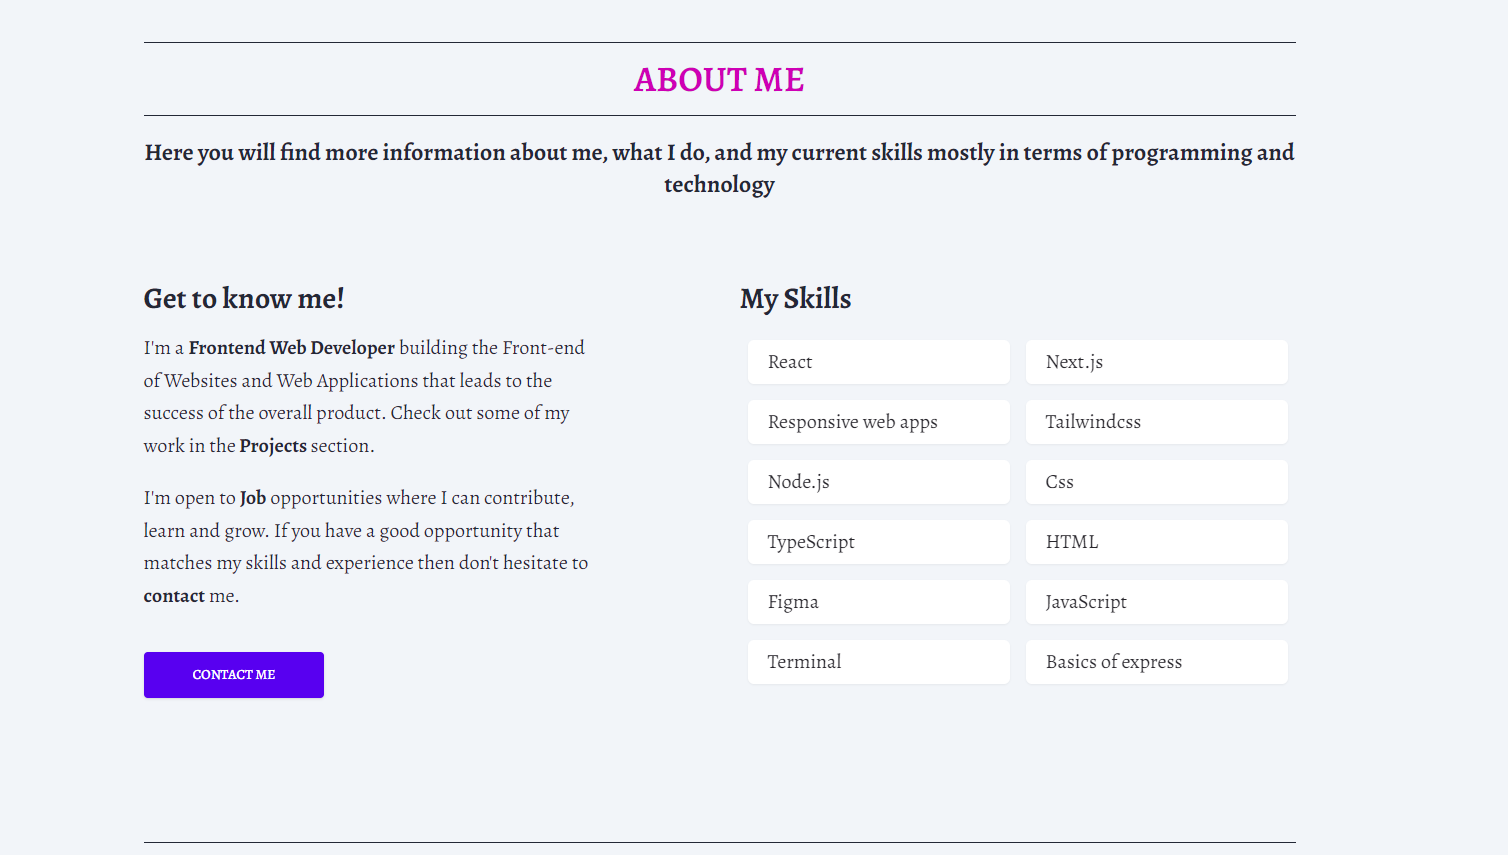 ABOUT ME
Here you will find more information about me, what I do, and my current skills mostly in terms of programming and
technology
Get to know me!
I'm a Frontend Web Developer building the Front-end
of Websites and Web Applications that leads to the
success of the overall product. Check out some of my
work in the Projects section.
I'm open to Job opportunities where I can contribute,
learn and grow. If you have a good opportunity that
matches my skills and experience then don't hesitate to
contact me.
CONTACT ME
My Skills
React
Next.js
Responsive web apps
Tailwindcss
Node.js
Css
TypeScript
HTML
Figma
JavaScript
Terminal
Basics of express